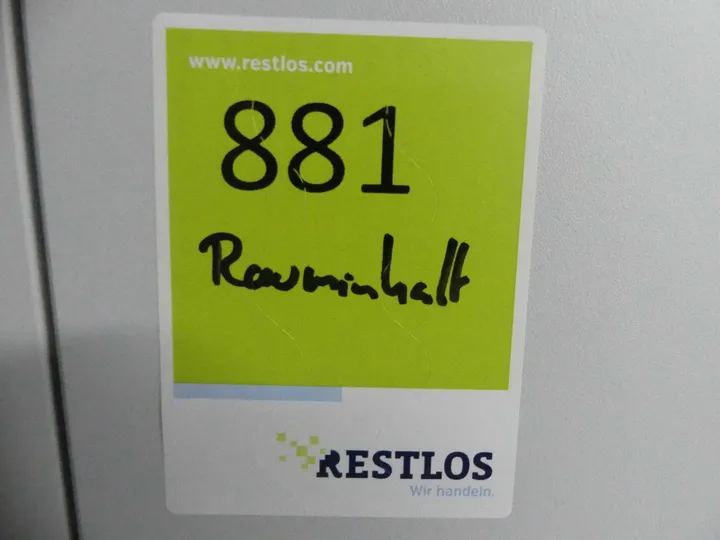 www.restlos.com
881
Rauminhalt
RESTLOS
Wir handeln.